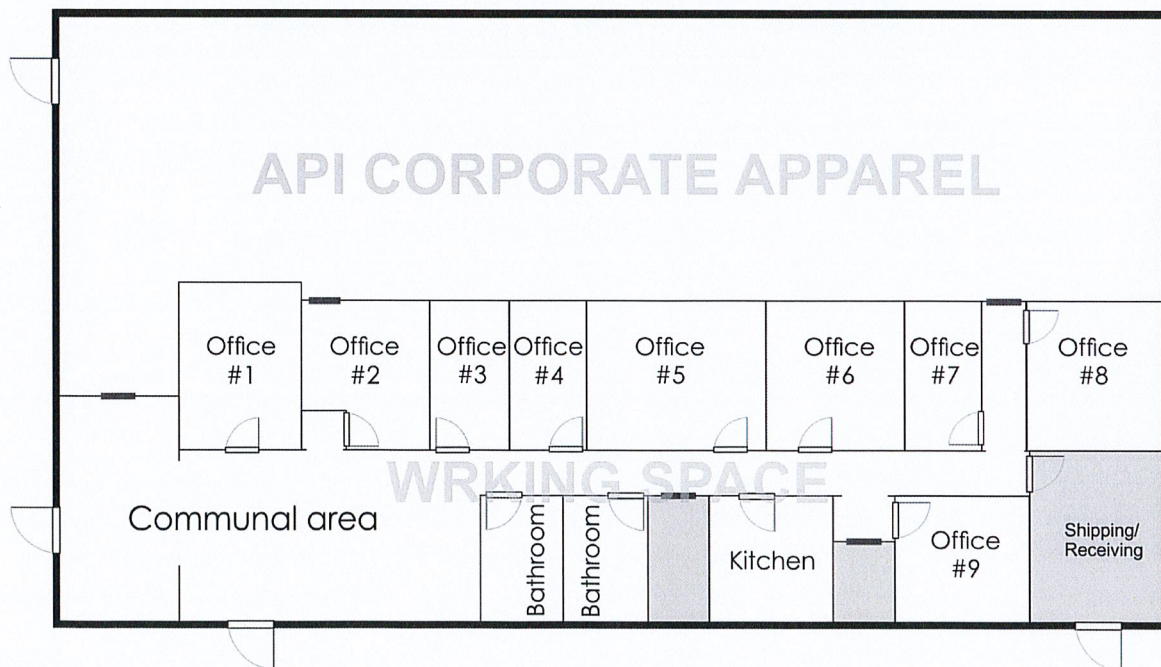 API CORPORATE APPAREL
Office
#1
Office
#2
Office
#3
Office
#4
Office
#5
Office
#6
Office
#7
Office
#8
WRKING SPACE
Communal area
Bathroom
Bathroom
Kitchen
Office
#9
Shipping/
Receiving